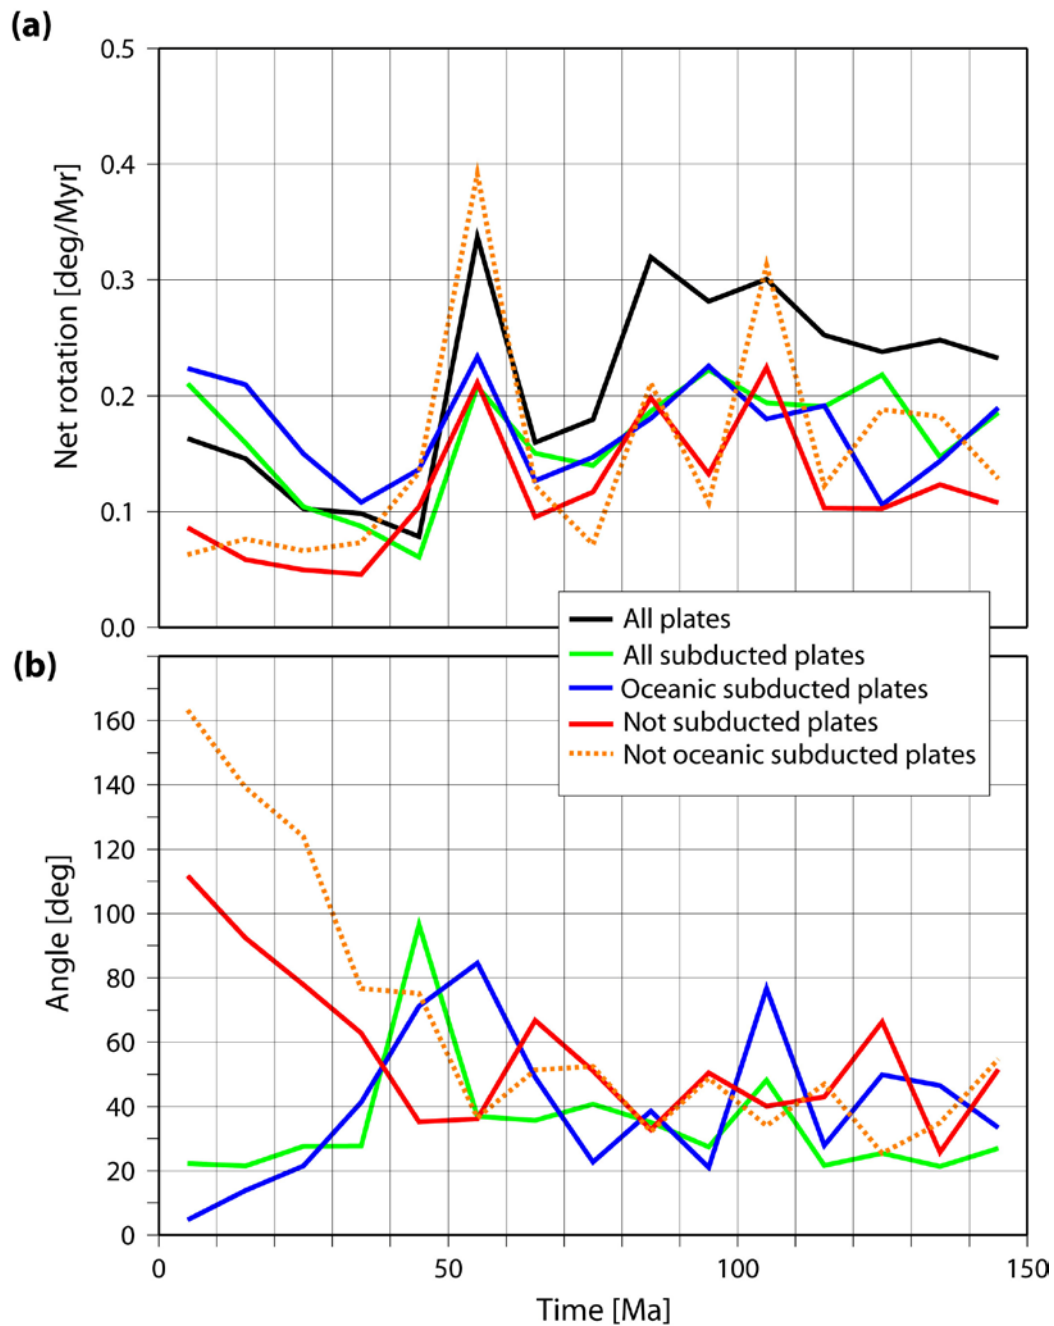 (a)
0.5
0.4
0.3
0.2
0.1
0.0
Net rotation [deg/Myr]
All plates
All subducted plates
Oceanic subducted plates
Not subducted plates
Not oceanic subducted plates
(b)
160
140
120
100
80
60
40
20
0
Angle [deg]
0 50 100 150
Time [Ma]